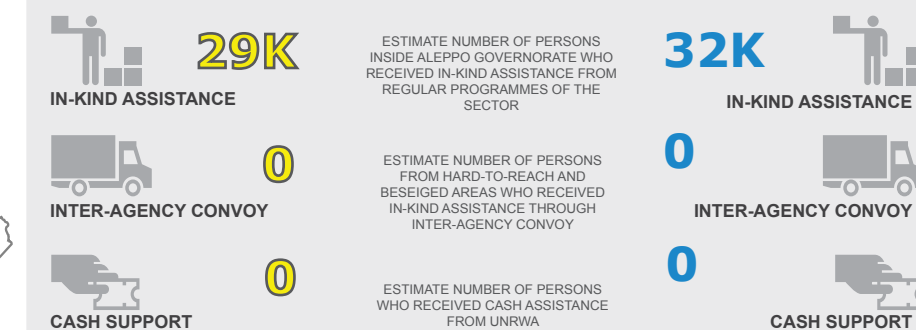 29K
IN-KIND ASSISTANCE
ESTIMATE NUMBER OF PERSONS
INSIDE ALEPPO GOVERNORATE WHO
RECEIVED IN-KIND ASSISTANCE FROM
REGULAR PROGRAMMES OF THE
SECTOR
32K
IN-KIND ASSISTANCE
0
INTER-AGENCY CONVOY
ESTIMATE NUMBER OF PERSONS
FROM HARD-TO-REACH AND
BESEIGED AREAS WHO RECEIVED
IN-KIND ASSISTANCE THROUGH
INTER-AGENCY CONVOY
0
INTER-AGENCY CONVOY
0
CASH SUPPORT
ESTIMATE NUMBER OF PERSONS
WHO RECEIVED CASH ASSISTANCE
FROM UNRWA
0
CASH SUPPORT